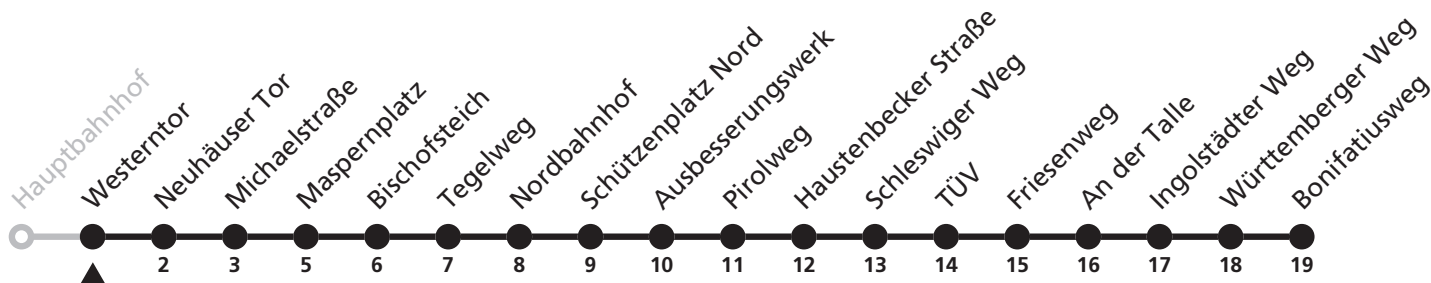 Hauptbahnhof
Westerntor
Neuhäuser Tor
Michaelstraße
Maspernplatz
Bischofsteich
Tegelweg
Nordbahnhof
Schützenplatz Nord
Ausbesserungswerk
Pirolweg
Haustenbecker Straße
Schleswiger Weg
TÜV
Friesenweg
An der Talle
Ingolstädter Weg
Württemberger Weg
Bonifatiusweg
2 3 5 6 7 8 9 10 11 12 13 14 15 16 17 18 19